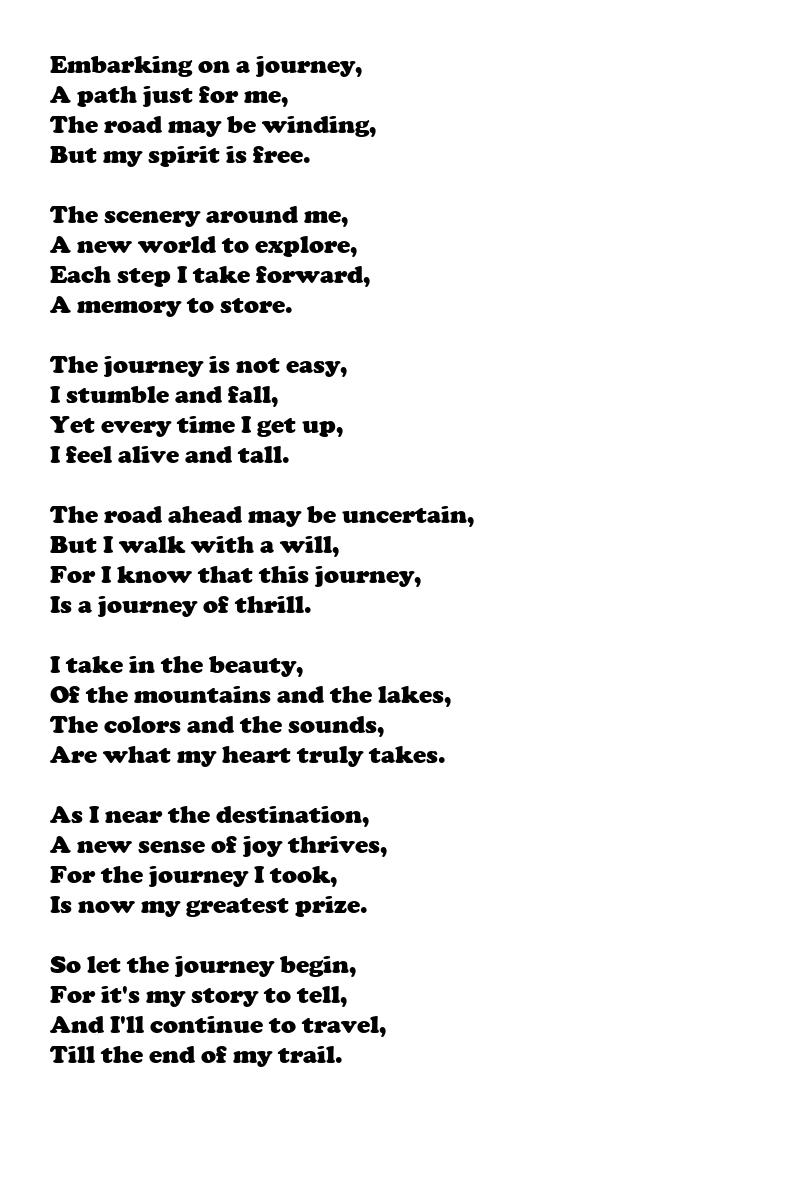 Embarking on a journey,
A path just for me,
The road may be winding,
But my spirit is free.

The scenery around me,
A new world to explore,
Each step I take forward,
A memory to store.

The journey is not easy,
I stumble and fall,
Yet every time I get up,
I feel alive and tall.

The road ahead may be uncertain,
But I walk with a will,
For I know that this journey,
Is a journey of thrill.

I take in the beauty,
Of the mountains and the lakes,
The colors and the sounds,
Are what my heart truly takes.

As I near the destination,
A new sense of joy thrives,
For the journey I took,
Is now my greatest prize.

So let the journey begin,
For it's my story to tell,
And I'll continue to travel,
Till the end of my trail.